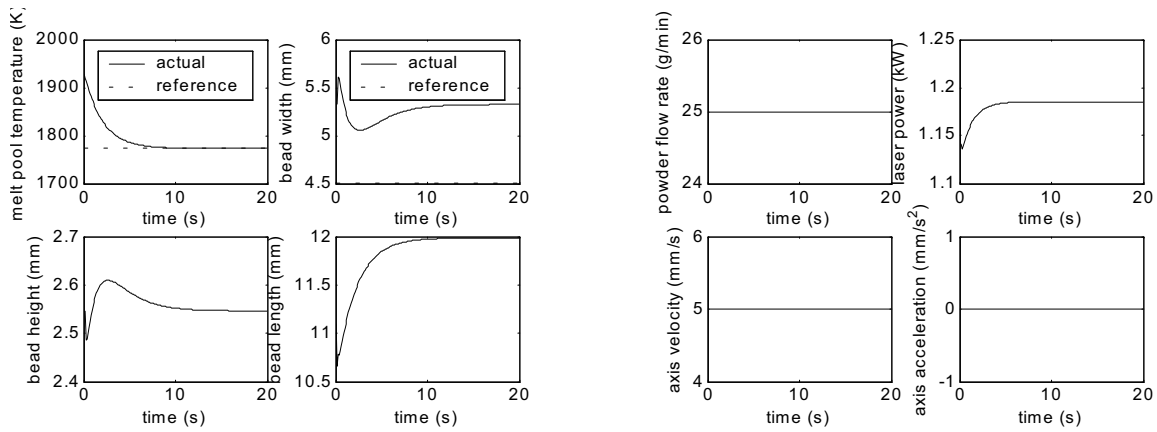 melt pool temperature (K)
2000
1900
1800
1700
0
10
20
time (s)
actual
reference
bead width (mm)
6
5.5
5
4.5
0
10
20
time (s)
actual
reference
bead height (mm)
2.7
2.6
2.5
2.4
0
10
20
time (s)
bead length (mm)
12
11.5
11
10.5
0
10
20
time (s)
powder flow rate (g/min)
26
25
24
0
10
20
time (s)
laser power (kW)
1.25
1.2
1.15
1.1
0
10
20
time (s)
axis velocity (mm/s)
6
5
4
0
10
20
time (s)
axis acceleration (mm/s²)
1
0
-1
0
10
20
time (s)